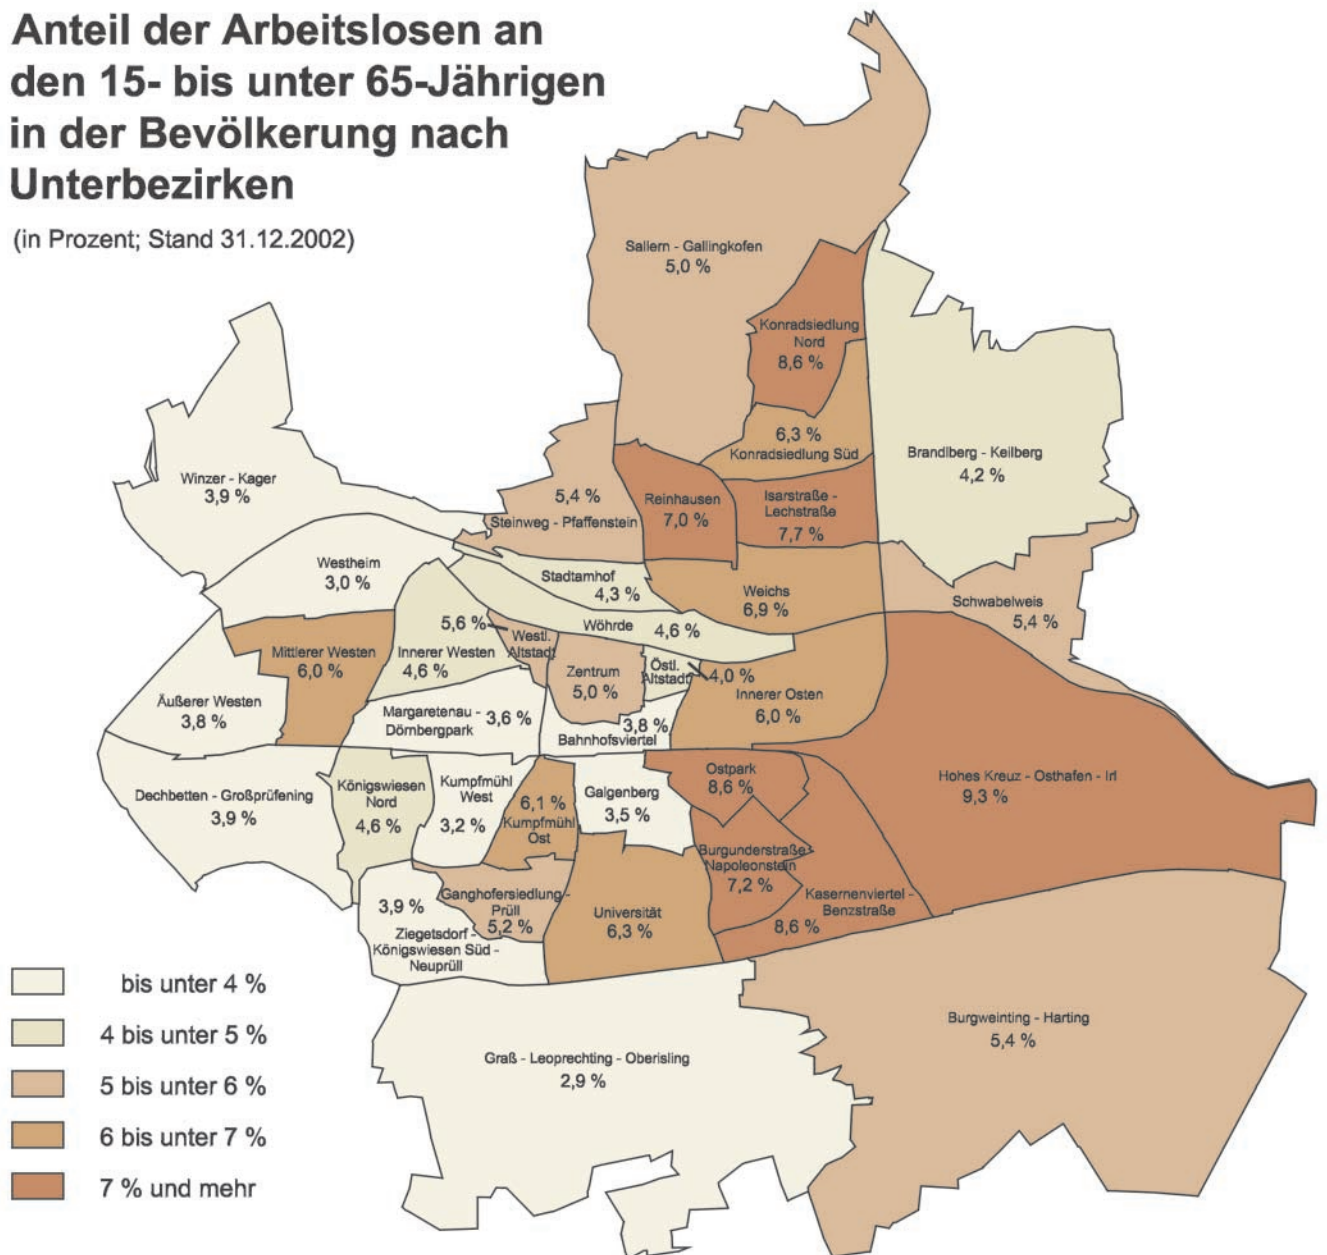 Anteil der Arbeitslosen an
den 15- bis unter 65-Jährigen
in der Bevölkerung nach
Unterbezirken
(in Prozent; Stand 31.12.2002)
Sallern - Gallingkofen
5,0 %
Konradsiedlung
Nord
8,6 %
6,3 %
Konradsiedlung Süd
Brandlberg - Keilberg
4,2 %
Winzer - Kager
3,9 %
5,4 %
Steinweg - Pfaffenstein
Reinhausen
7,0 %
Isarstraße -
Lechstraße
7,7 %
Westheim
3,0 %
Stadtamhof
4,3 %
Weichs
6,9 %
Schwabelweis
5,4 %
Wöhrde
4,6 %
5,6 %
Westl.
Altstadt
Innerer Westen
4,6 %
Mittlerer Westen
6,0 %
Zentrum
5,0 %
Östl.
Altstadt
4,0 %
Innerer Osten
6,0 %
Äußerer Westen
3,8 %
Margaretenau -
Dörnbergpark
3,6 %
3,8 %
Bahnhofsviertel
Dechbetten - Großprüfening
3,9 %
Königswiesen
Nord
4,6 %
Kumpfmühl
West
3,2 %
6,1 %
Kumpfmühl
Ost
Galgenberg
3,5 %
Ostpark
8,6 %
Hohes Kreuz - Osthafen - Irl
9,3 %
Burgunderstraße-
Napoleonstein
7,2 %
Kasernenviertel -
Benzstraße
8,6 %
Ganghofersiedlung -
Prüll
5,2 %
Universität
6,3 %
3,9 %
Ziegetsdorf -
Königswiesen Süd -
Neuprüll
Burgweinting - Harting
5,4 %
Graß - Leoprechting - Oberisling
2,9 %
bis unter 4 %
4 bis unter 5 %
5 bis unter 6 %
6 bis unter 7 %
7 % und mehr